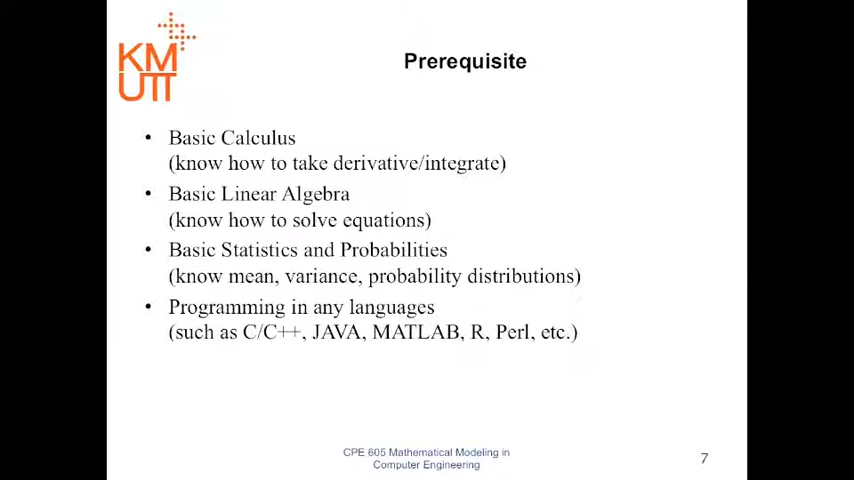 KM
UTT
Prerequisite
• Basic Calculus
(know how to take derivative/integrate)
• Basic Linear Algebra
(know how to solve equations)
• Basic Statistics and Probabilities
(know mean, variance, probability distributions)
• Programming in any languages
(such as C/C++, JAVA, MATLAB, R, Perl, etc.)
CPE 605 Mathematical Modeling in
Computer Engineering
7